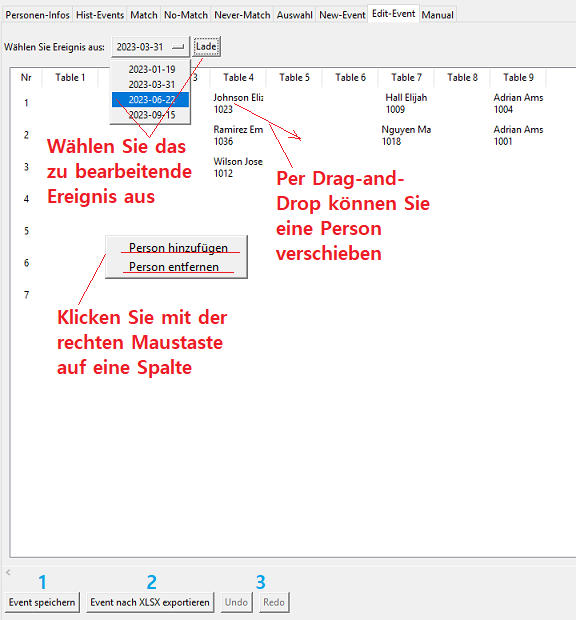 Personen-Infos Hist-Events Match No-Match Never-Match Auswahl New-Event Edit-Event Manual
Wählen Sie Ereignis aus: 2023-03-31 Lade
Nr Table 1 3 Table 4 Table 5 Table 6 Table 7 Table 8 Table 9
2023-01-19
2023-03-31
2023-06-22
2023-09-15
1 Johnson Eliz Hall Elijah Adrian Ams
1023 1009 1004
2 Ramirez Em Nguyen Ma Adrian Ams
1036 1018 1001
3 Wilson Jose
1012
4
5
6
7
Wählen Sie das
zu bearbeitende
Ereignis aus
Per Drag-and-
Drop können Sie
eine Person
verschieben
Person hinzufügen
Person entfernen
Klicken Sie mit der
rechten Maustaste
auf eine Spalte
<
1 2 3
Event speichern Event nach XLSX exportieren Undo Redo